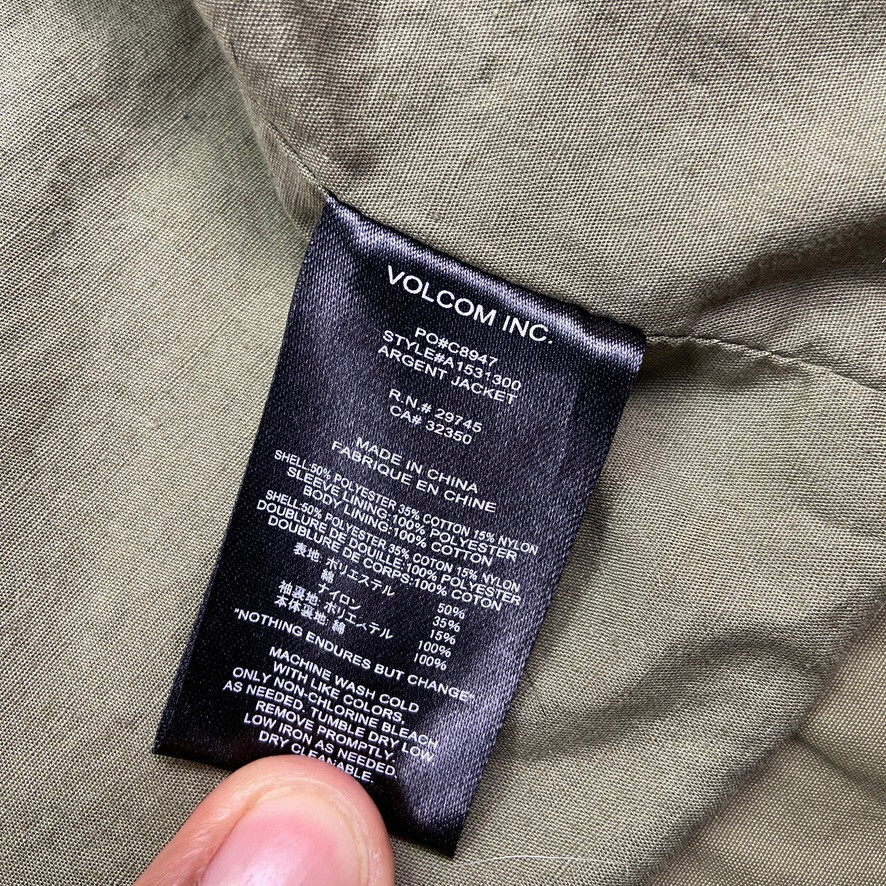 VOLCOM INC.
PO#C8947
STYLE#A1531300
ARGENT JACKET
R.N.# 29745
CA# 32350
MADE IN CHINA
FABRIQUE EN CHINE
SHELL:50% POLYESTER 35% COTTON 15% NYLON
SLEEVE LINING:100% POLYESTER
BODY LINING:100% COTTON
SHELL:50% POLYESTER 35% COTON 15% NYLON
DOUBLURE DE DOUILLE:100% POLYESTER
DOUBLURE DE CORPS:100% COTON
表地: ポリエステル 50%
綿 35%
ナイロン 15%
袖裏地: ポリエステル 100%
本体裏地: 綿 100%
"NOTHING ENDURES BUT CHANGE"
MACHINE WASH COLD
WITH LIKE COLORS,
ONLY NON-CHLORINE BLEACH
AS NEEDED. TUMBLE DRY LOW
REMOVE PROMPTLY.
LOW IRON AS NEEDED,
DRY CLEANABLE.